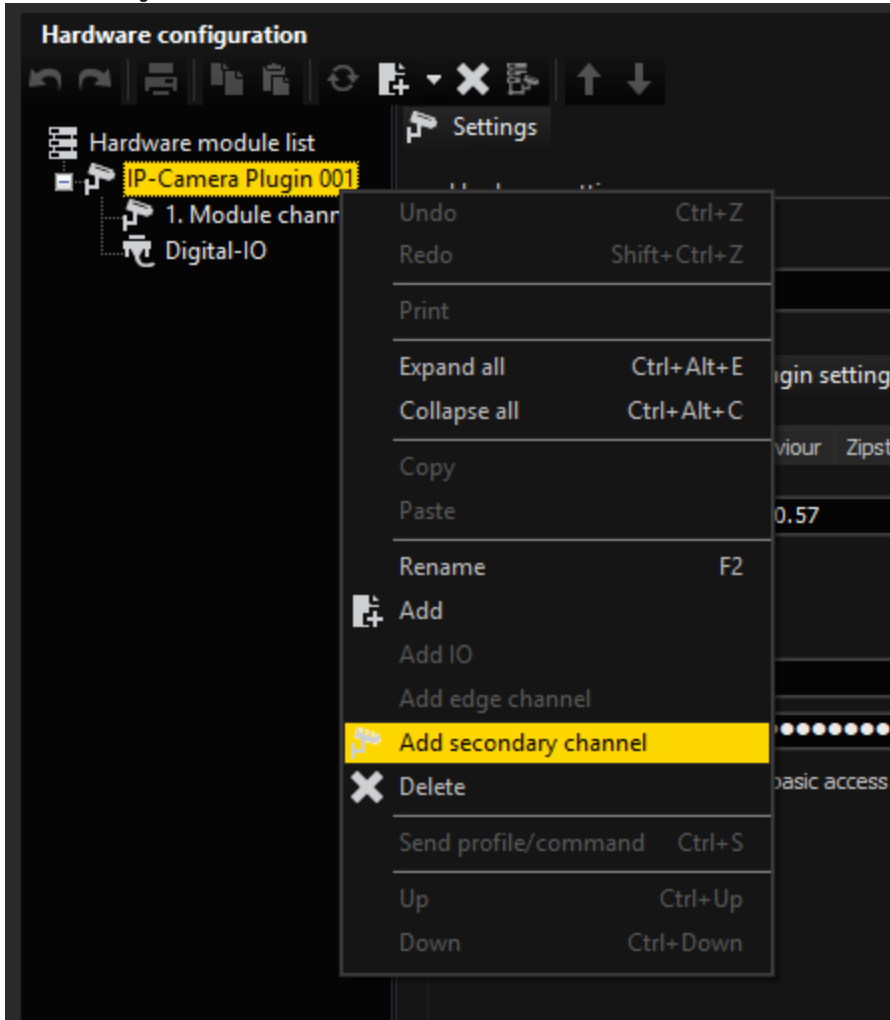 Hardware configuration
Settings
Hardware module list
IP-Camera Plugin 001
1. Module chann
Digital-IO
Undo Ctrl+Z
Redo Shift+Ctrl+Z
Print
Expand all Ctrl+Alt+E
Collapse all Ctrl+Alt+C
Copy
Paste
Rename F2
Add
Add IO
Add edge channel
Add secondary channel
Delete
Send profile/command Ctrl+S
Up Ctrl+Up
Down Ctrl+Down
gin setting
viour Zipst
0.57
basic access